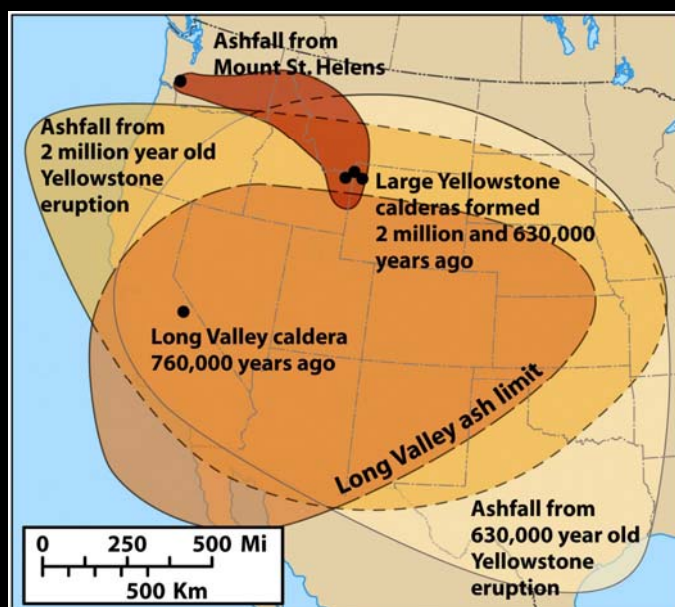 Ashfall from
Mount St. Helens
Ashfall from
2 million year old
Yellowstone
eruption
Large Yellowstone
calderas formed
2 million and 630,000
years ago
Long Valley caldera
760,000 years ago
Long Valley ash limit
Ashfall from
630,000 year old
Yellowstone
eruption
0 250 500 Mi
500 Km